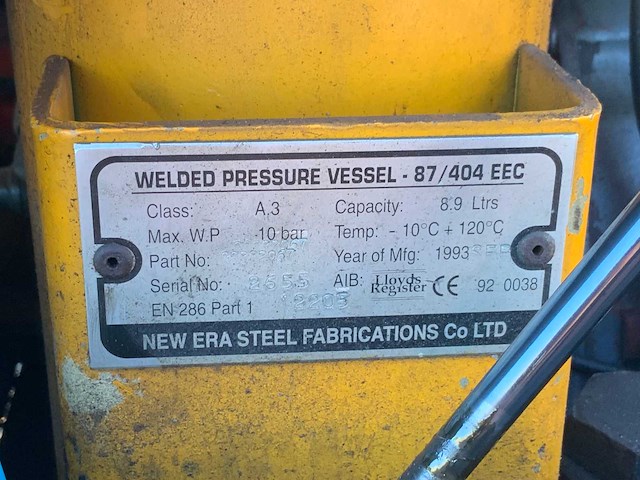 WELDED PRESSURE VESSEL - 87/404 EEC
Class: A.3 Capacity: 8.9 Ltrs
Max. W.P 10 bar Temp: - 10°C + 120°C
Part No: Year of Mfg: 1993
Serial No: AIB: Lloyds Register CE 92 0038
EN 286 Part 1
NEW ERA STEEL FABRICATIONS Co LTD